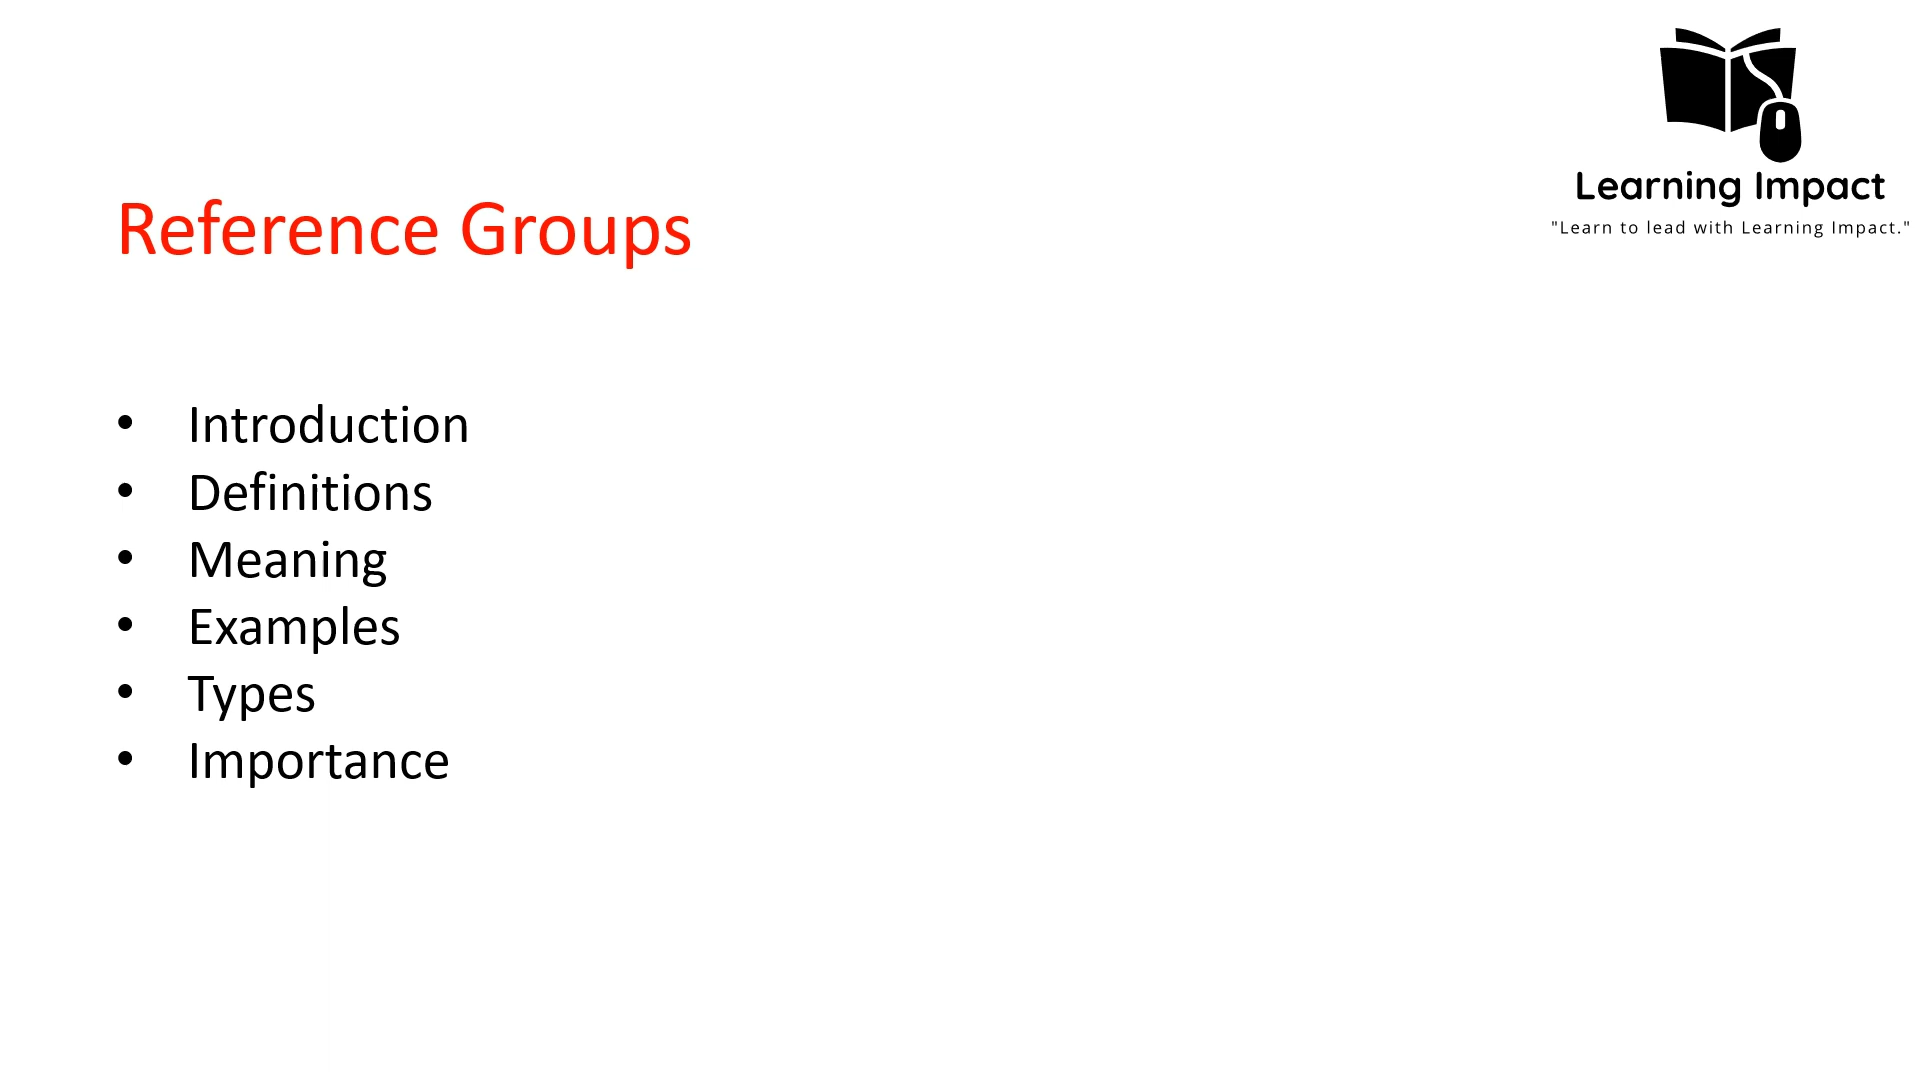 Learning Impact
"Learn to lead with Learning Impact."
Reference Groups
• Introduction
• Definitions
• Meaning
• Examples
• Types
• Importance